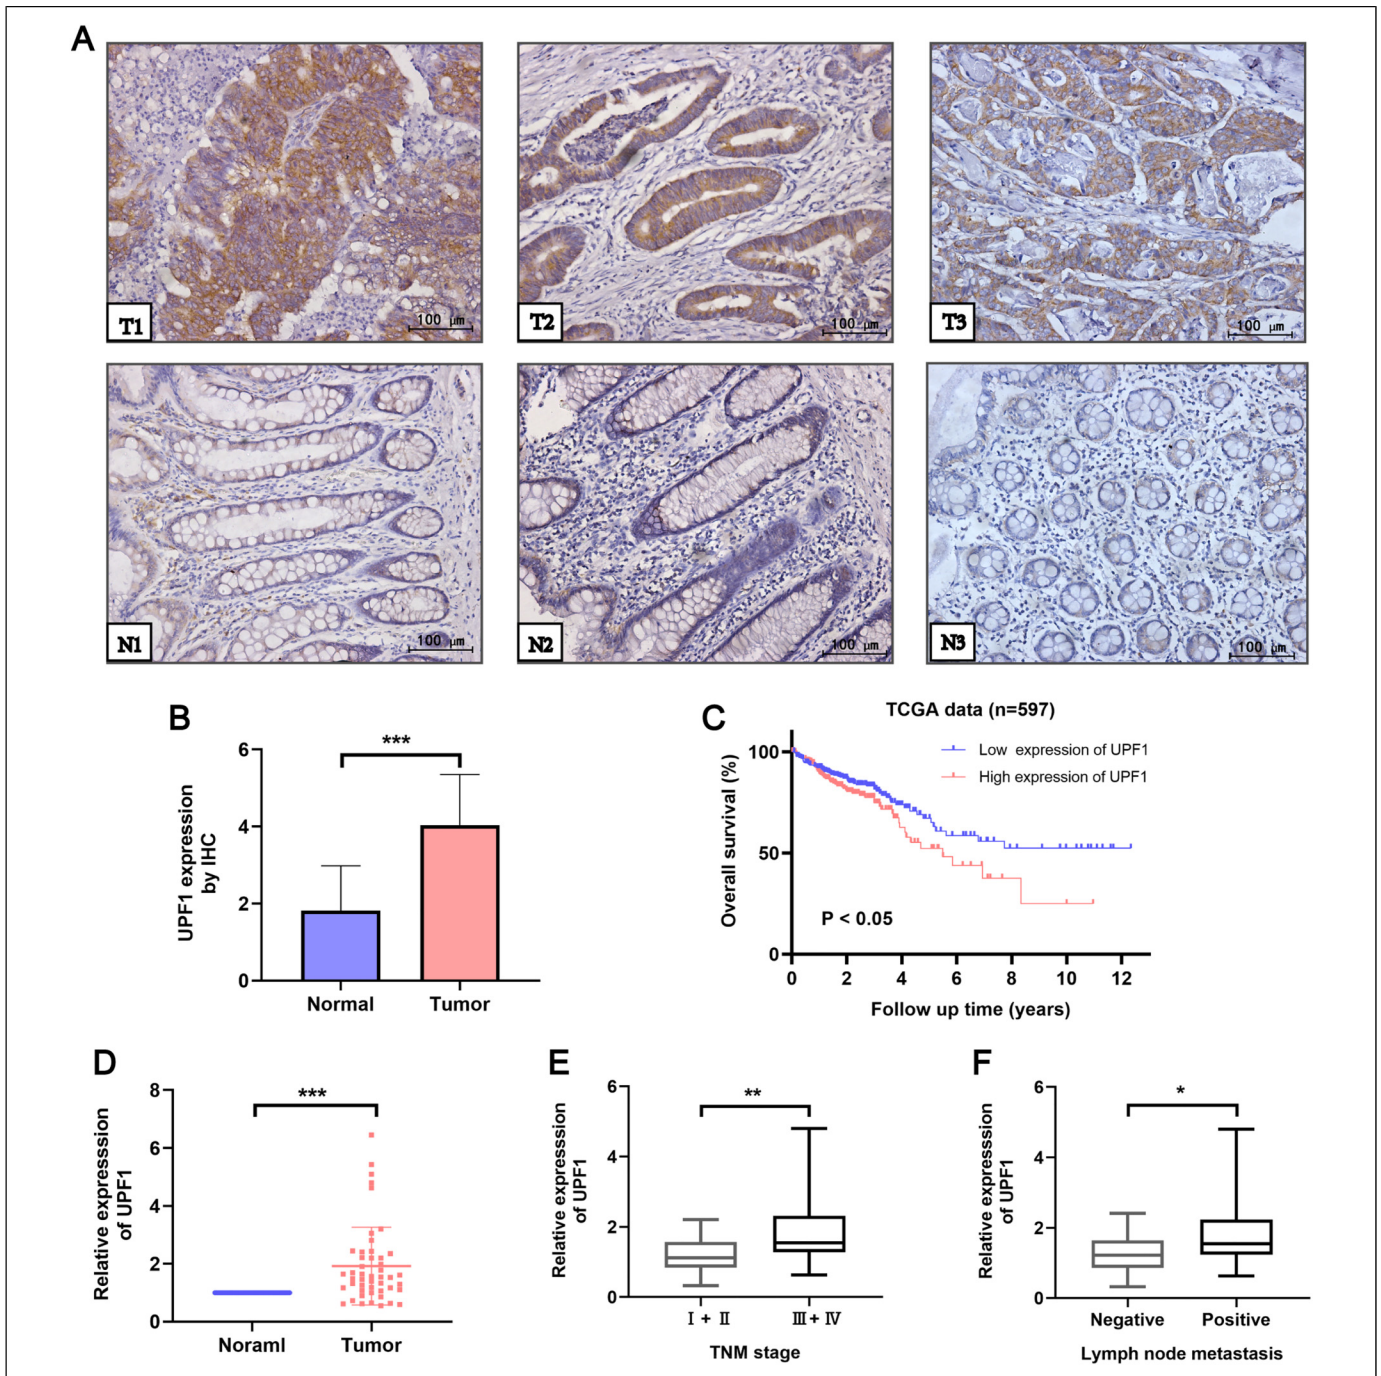 A
T1
100 μm
T2
100 μm
T3
100 μm
N1
100 μm
N2
100 μm
N3
100 μm
B
UPF1 expression
by IHC
6
4
2
0
***
Normal
Tumor
C
TCGA data (n=597)
Low expression of UPF1
High expression of UPF1
Overall survival (%)
100
50
0
P < 0.05
0 2 4 6 8 10 12
Follow up time (years)
D
Relative expression
of UPF1
8
6
4
2
0
***
Noraml
Tumor
E
Relative expresssion
of UPF1
6
4
2
0
**
I + II
III + IV
TNM stage
F
Relative expression
of UPF1
6
4
2
0
*
Negative
Positive
Lymph node metastasis